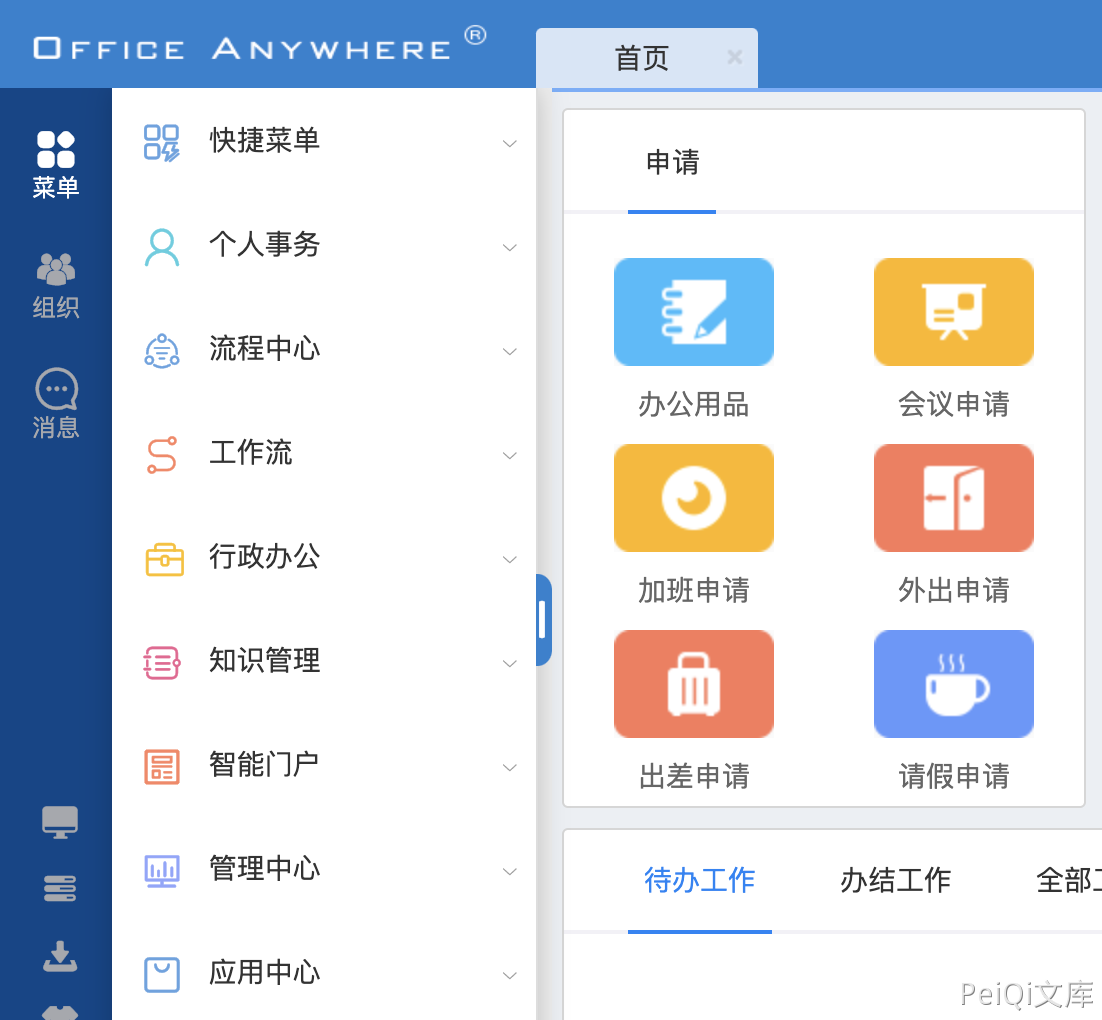 OFFICE ANYWHERE®
首页
菜单
组织
消息
快捷菜单
个人事务
流程中心
工作流
行政办公
知识管理
智能门户
管理中心
应用中心
申请
办公用品 会议申请
加班申请 外出申请
出差申请 请假申请
待办工作 办结工作 全部
PeiQi文库